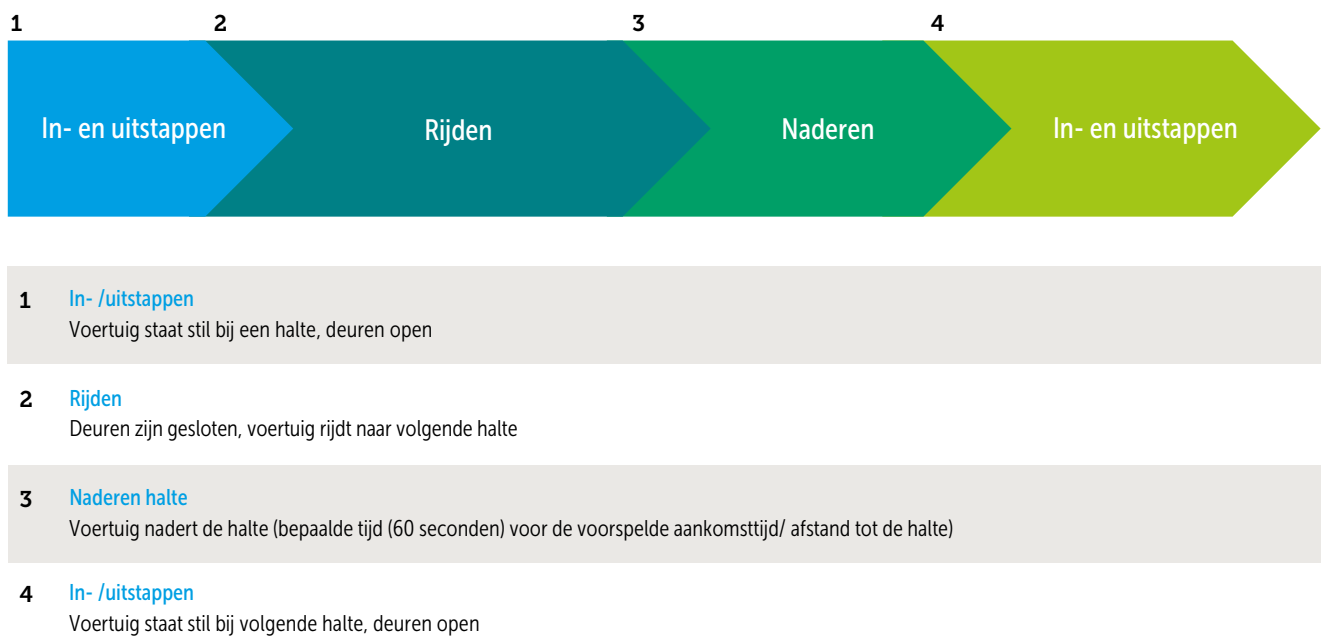 1 2 3 4
In- en uitstappen Rijden Naderen In- en uitstappen
1 In- /uitstappen
Voertuig staat stil bij een halte, deuren open
2 Rijden
Deuren zijn gesloten, voertuig rijdt naar volgende halte
3 Naderen halte
Voertuig nadert de halte (bepaalde tijd (60 seconden) voor de voorspelde aankomsttijd/ afstand tot de halte)
4 In- /uitstappen
Voertuig staat stil bij volgende halte, deuren open